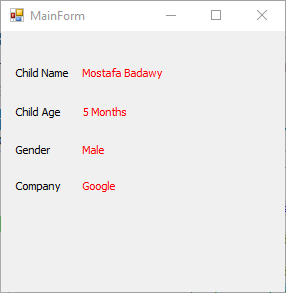 MainForm
Child Name Mostafa Badawy
Child Age 5 Months
Gender Male
Company Google